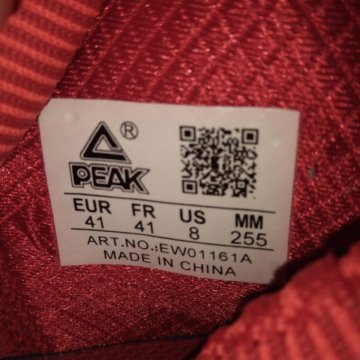 ®
PEAK
EUR FR US MM
41 41 8 255
ART.NO.:EW01161A
MADE IN CHINA